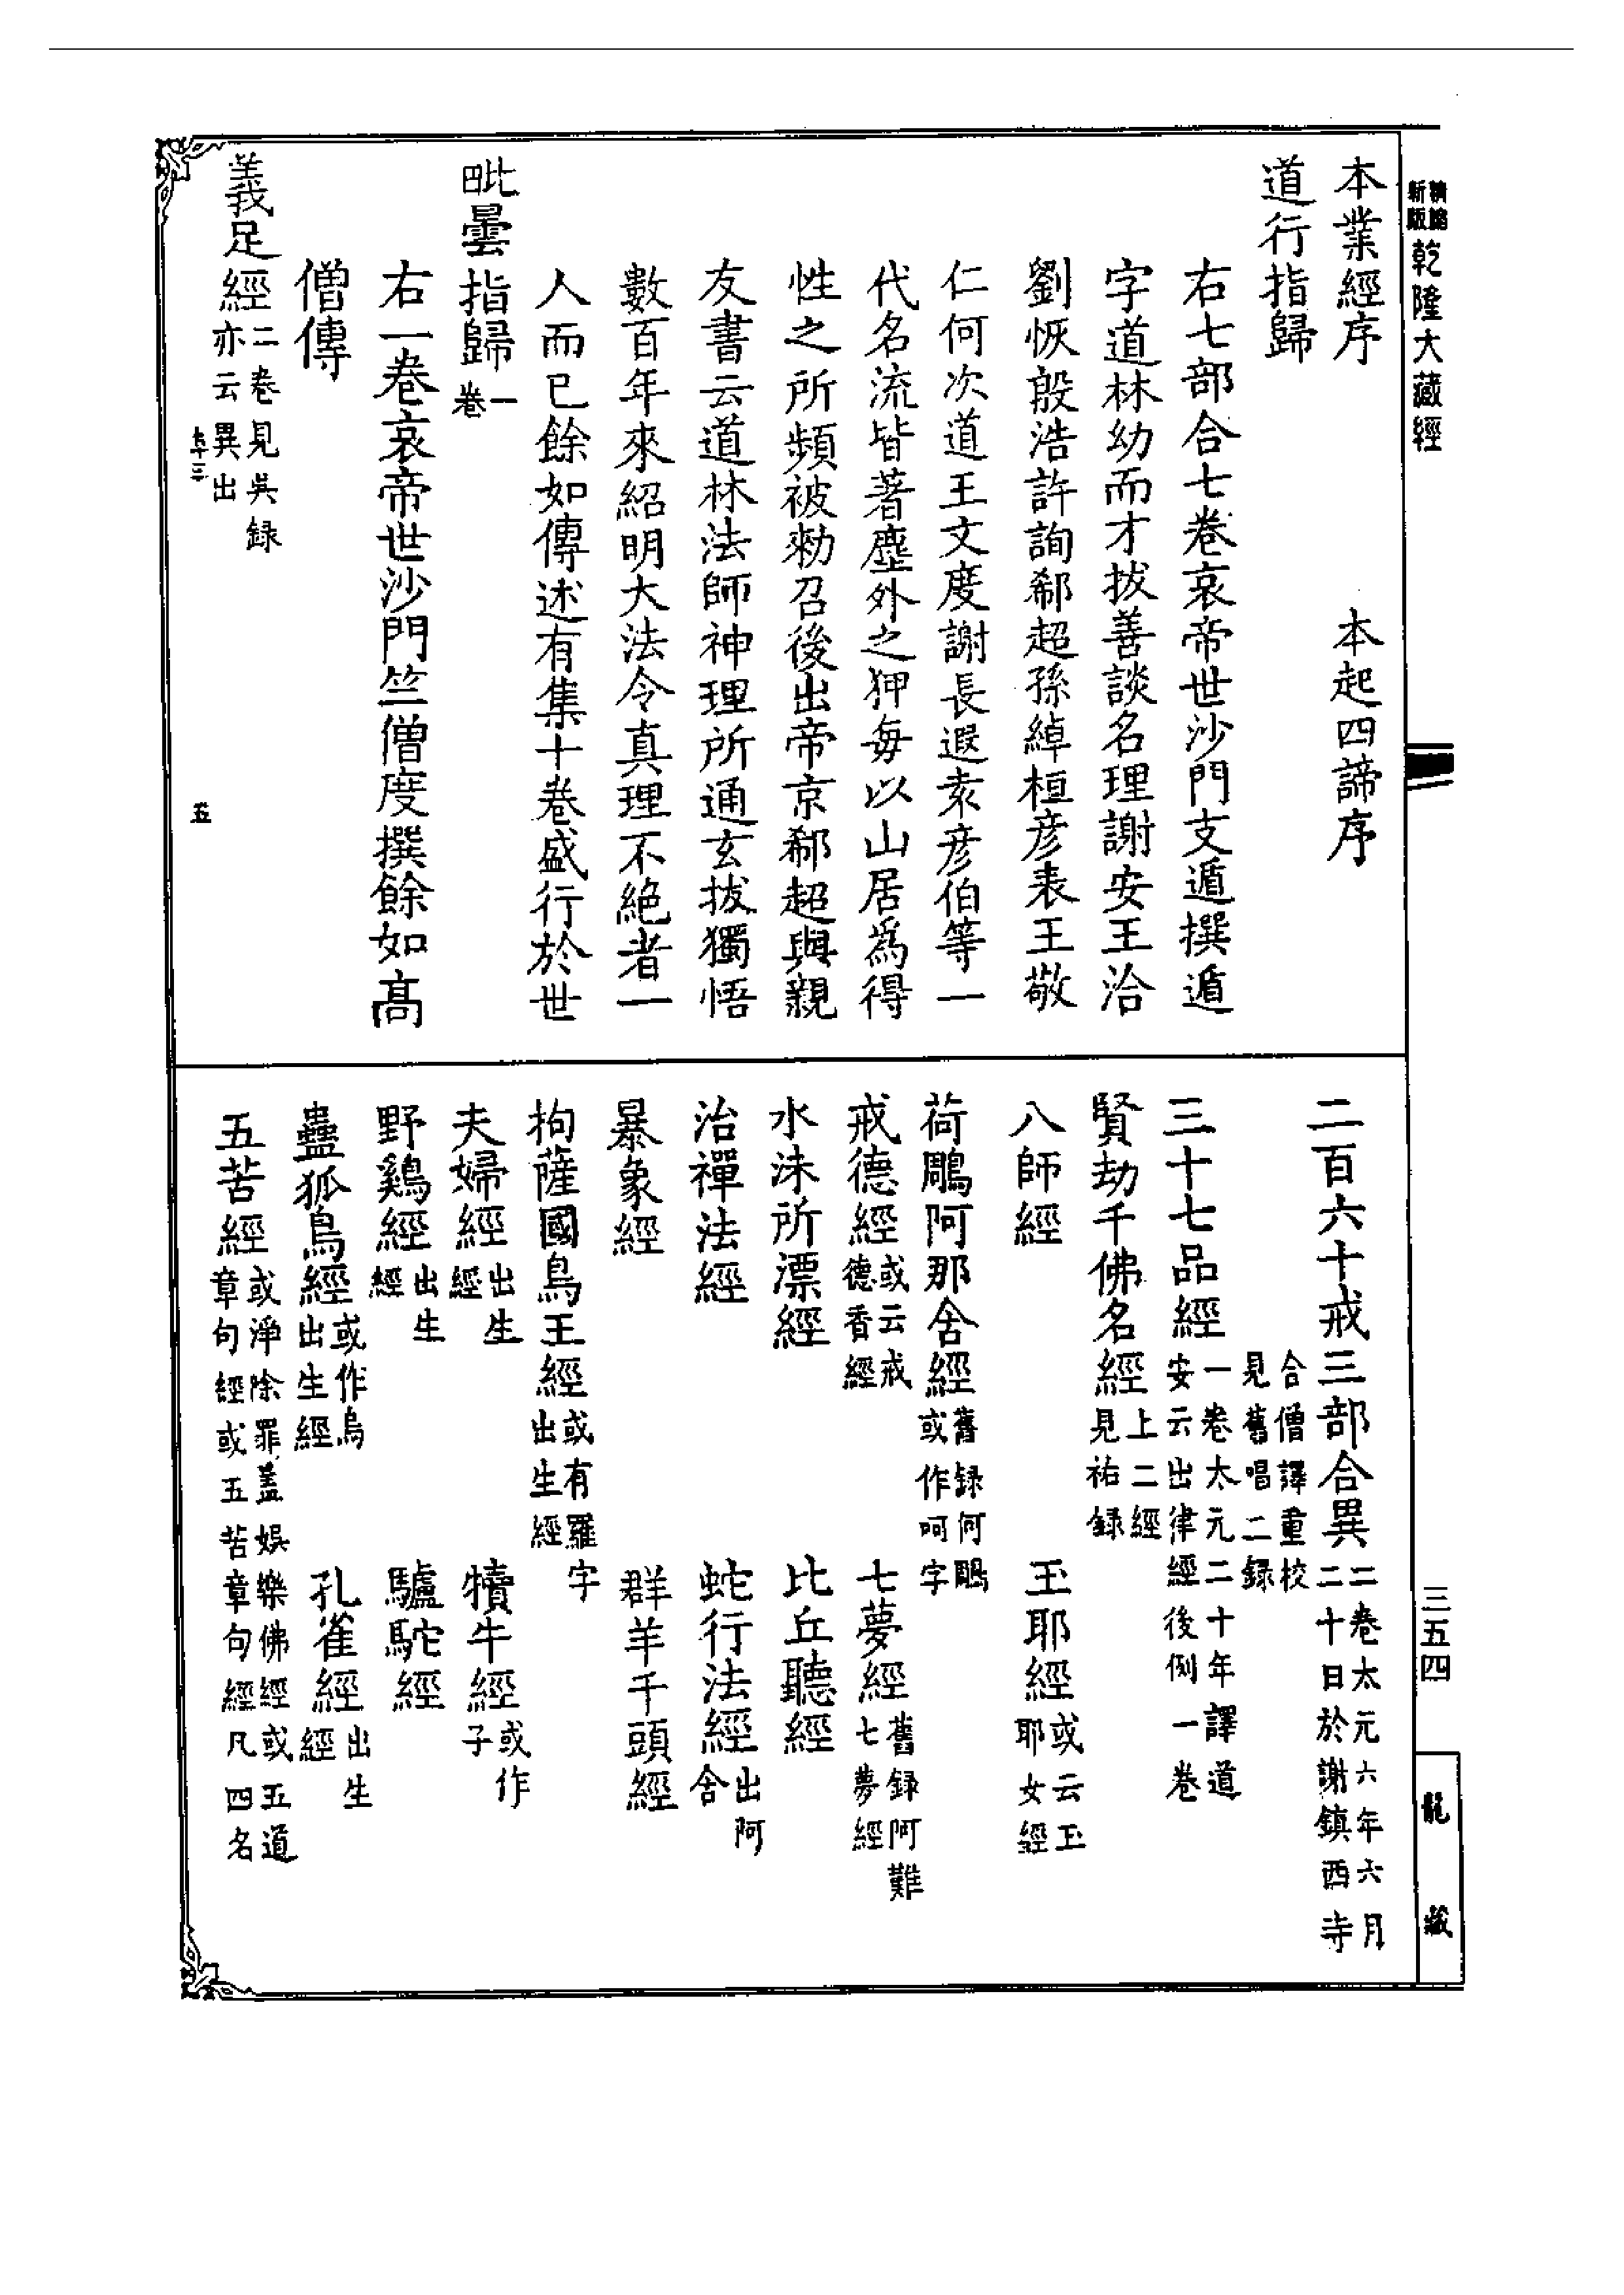 新版 乾隆大藏經
本業經序 本起四諦序
道行指歸
右七部合七卷哀帝世沙門支遁撰遁
字道林幼而才拔善談名理謝安王洽
劉恢殷浩許詢郗超孫綽桓彦表王敬
仁何次道王文度謝長遐袁彦伯等一
代名流皆著塵外之狎每以山居爲得
性之所頻被勑召後出帝京郗超與親
友書云道林法師神理所通玄拔獨悟
數百年來紹明大法令真理不絶者一
人而已餘如傳述有集十卷盛行於世
毗曇指歸一卷
右一卷哀帝世沙門竺僧度撰餘如高
僧傳
義足經二卷見吳録亦云異出
五
二百六十戒三部合異二卷太元六年六月二十日於謝鎮西寺
合僧譯重校見舊唱二録
三十七品經一卷太元二十年譯道安云出律經後例一卷
賢劫千佛名經上二經見祐録
八師經 玉耶經或云玉耶女經
荷鵰阿那含經舊録何鵰或作呵字
戒德經或云戒德香經 七夢經舊録阿難七夢經
水沫所漂經 比丘聽經
治禪法經 蛇行法經出阿含
暴象經 群羊千頭經
拘薩國烏王經或有羅字出生經
夫婦經出生經 犢牛經或作子
野鷄經出生經 驢駝經
蠱狐烏經或作烏出生經 孔雀經出生經
五苦經或淨除罪盖娛樂佛經或五道章句經或五苦章句經凡四名
三五四
龍藏